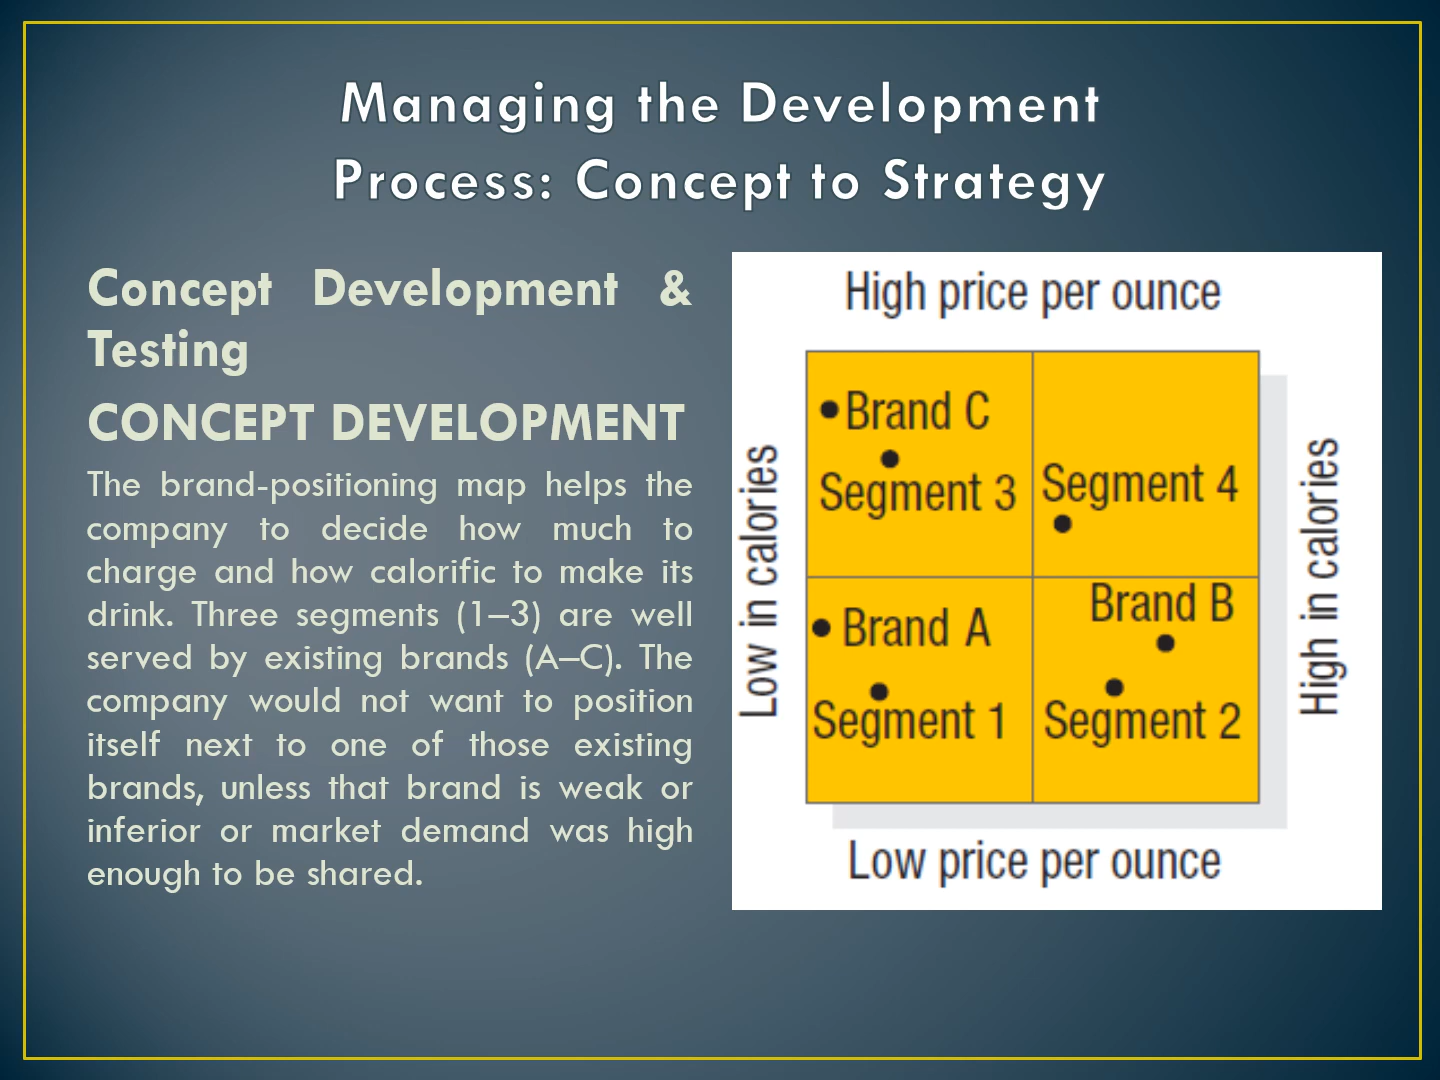 Managing the Development
Process: Concept to Strategy
Concept Development &
Testing
CONCEPT DEVELOPMENT
The brand-positioning map helps the
company to decide how much to
charge and how calorific to make its
drink. Three segments (1–3) are well
served by existing brands (A–C). The
company would not want to position
itself next to one of those existing
brands, unless that brand is weak or
inferior or market demand was high
enough to be shared.
High price per ounce
Low in calories
Brand C
Segment 3
Segment 4
Brand A
Segment 1
Brand B
Segment 2
High in calories
Low price per ounce